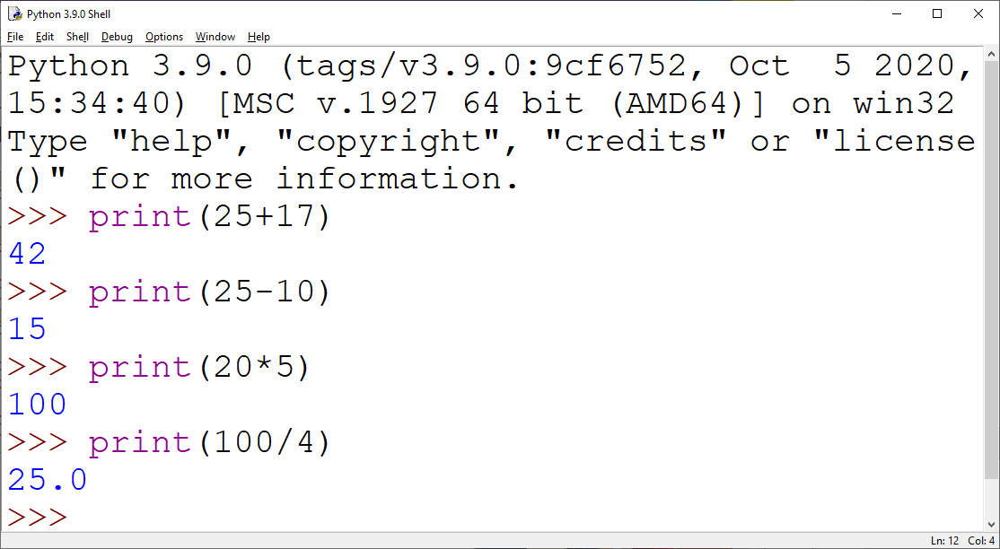 Python 3.9.0 Shell
File Edit Shell Debug Options Window Help
Python 3.9.0 (tags/v3.9.0:9cf6752, Oct  5 2020,
15:34:40) [MSC v.1927 64 bit (AMD64)] on win32
Type "help", "copyright", "credits" or "license
()" for more information.
>>> print(25+17)
42
>>> print(25-10)
15
>>> print(20*5)
100
>>> print(100/4)
25.0
>>>
Ln: 12 Col: 4